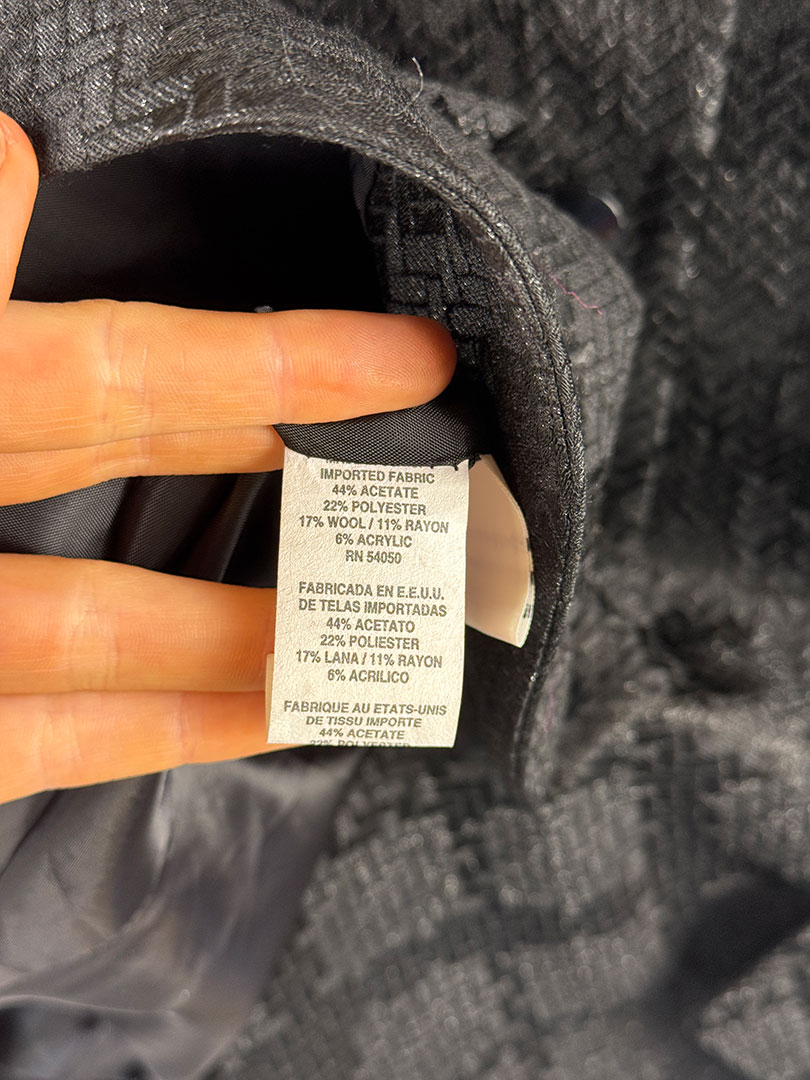 IMPORTED FABRIC
44% ACETATE
22% POLYESTER
17% WOOL / 11% RAYON
6% ACRYLIC
RN 54050
FABRICADA EN E.E.U.U.
DE TELAS IMPORTADAS
44% ACETATO
22% POLIESTER
17% LANA / 11% RAYON
6% ACRILICO
FABRIQUE AU ETATS-UNIS
DE TISSU IMPORTE
44% ACETATE
22% POLYESTER